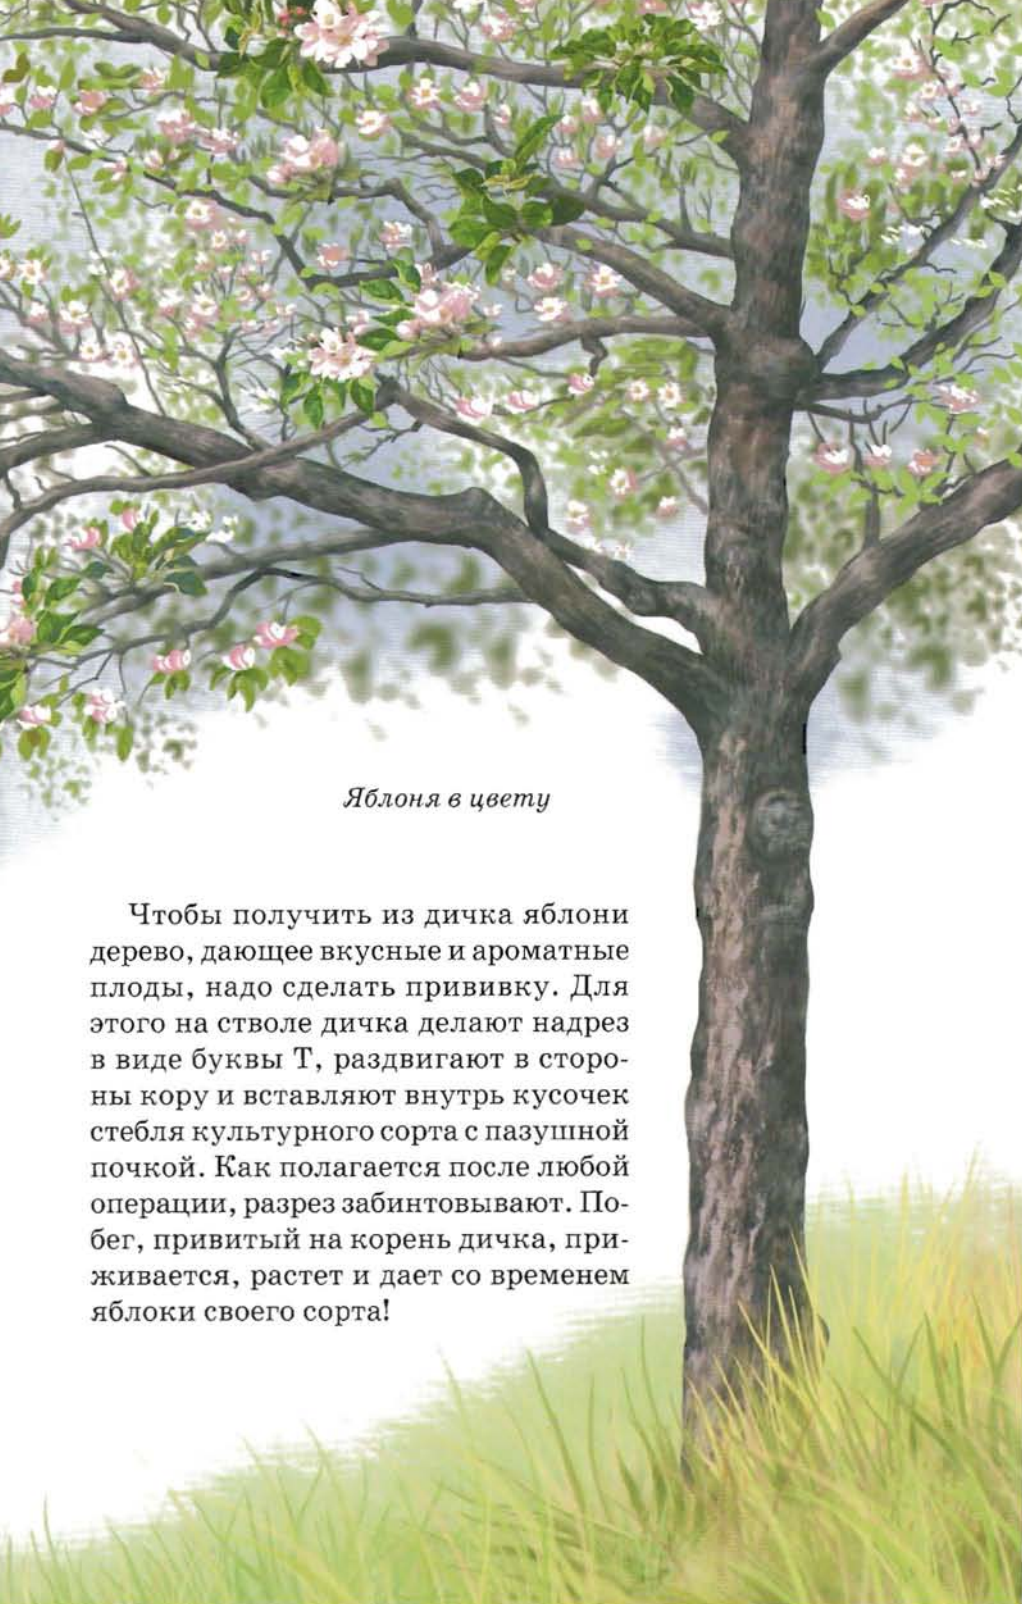 Яблоня в цвету
Чтобы получить из дичка яблони
дерево, дающее вкусные и ароматные
плоды, надо сделать прививку. Для
этого на стволе дичка делают надрез
в виде буквы Т, раздвигают в сторо-
ны кору и вставляют внутрь кусочек
стебля культурного сорта с пазушной
почкой. Как полагается после любой
операции, разрез забинтовывают. По-
бег, привитый на корень дичка, при-
живается, растет и дает со временем
яблоки своего сорта!